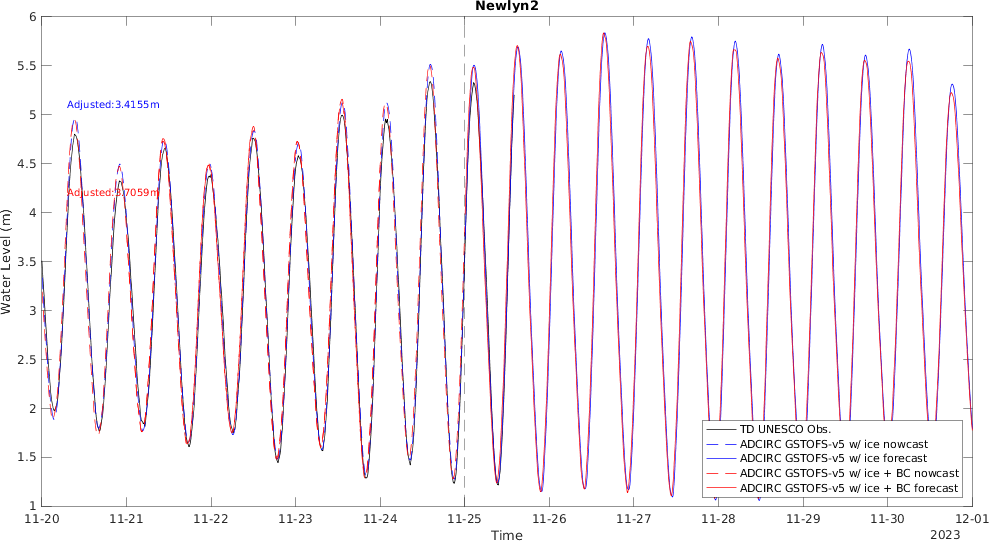 Newlyn2
6
5.5
5
4.5
4
3.5
3
2.5
2
1.5
1
Water Level (m)
Adjusted:3.4155m
Adjusted:3.7059m
TD UNESCO Obs.
ADCIRC GSTOFS-v5 w/ ice nowcast
ADCIRC GSTOFS-v5 w/ ice forecast
ADCIRC GSTOFS-v5 w/ ice + BC nowcast
ADCIRC GSTOFS-v5 w/ ice + BC forecast
11-20 11-21 11-22 11-23 11-24 11-25 11-26 11-27 11-28 11-29 11-30 12-01
Time
2023